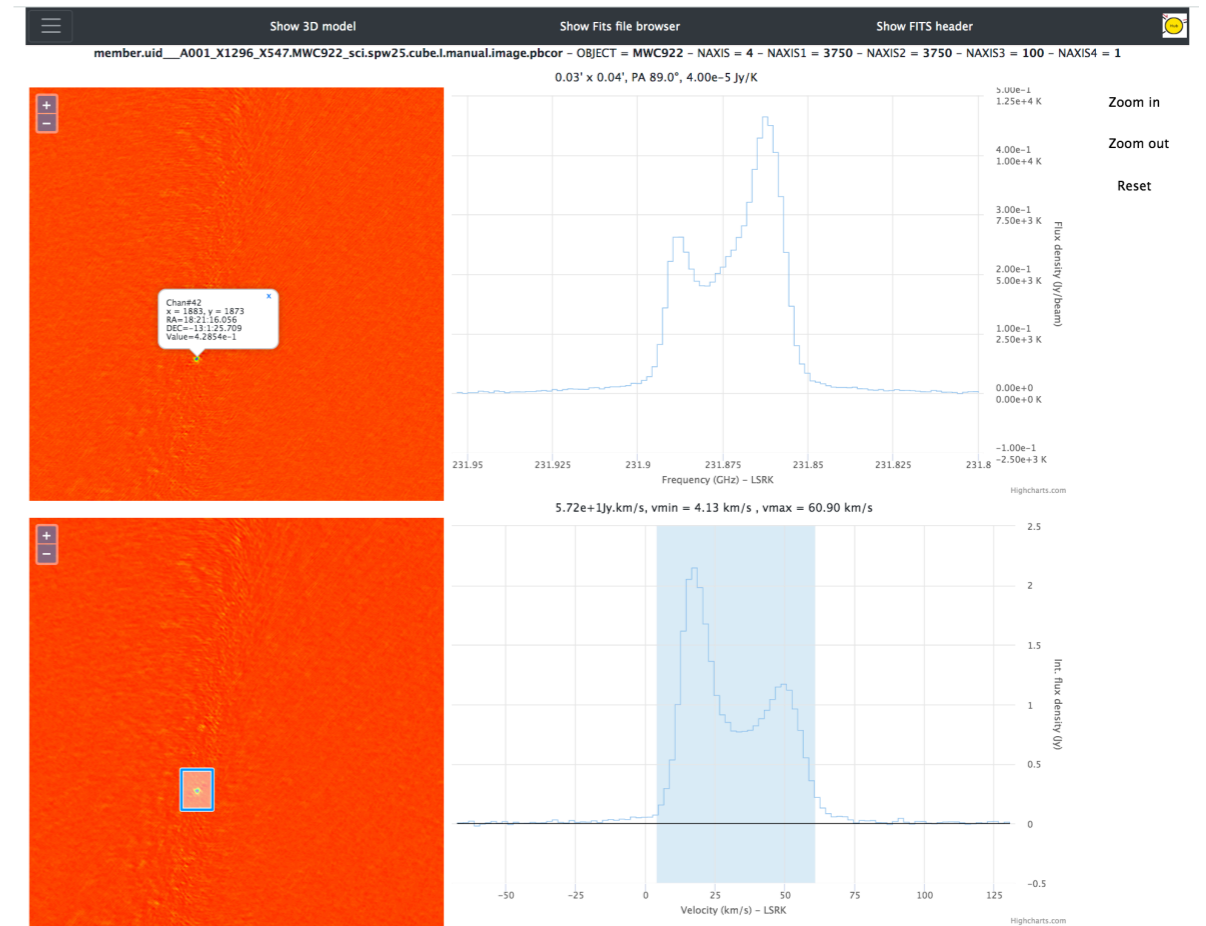 Show 3D model Show Fits file browser Show FITS header
member.uid___A001_X1296_X547.MWC922_sci.spw25.cube.I.manual.image.pbcor – OBJECT = MWC922 – NAXIS = 4 – NAXIS1 = 3750 – NAXIS2 = 3750 – NAXIS3 = 100 – NAXIS4 = 1
0.03' x 0.04', PA 89.0°, 4.00e-5 Jy/K
+
−
Chan#42
x = 1883, y = 1873
RA=18:21:16.056
DEC=-13:1:25.709
Value=4.2854e-1
x
5.00e-1
1.25e+4 K
4.00e-1
1.00e+4 K
3.00e-1
7.50e+3 K
2.00e-1
5.00e+3 K
1.00e-1
2.50e+3 K
0.00e+0
0.00e+0 K
-1.00e-1
-2.50e+3 K
Flux density (Jy/beam)
231.95 231.925 231.9 231.875 231.85 231.825 231.8
Frequency (GHz) – LSRK
Highcharts.com
Zoom in
Zoom out
Reset
5.72e+1Jy.km/s, vmin = 4.13 km/s , vmax = 60.90 km/s
+
−
2.5
2
1.5
1
0.5
0
-0.5
Int. flux density (Jy)
-50 -25 0 25 50 75 100 125
Velocity (km/s) – LSRK
Highcharts.com